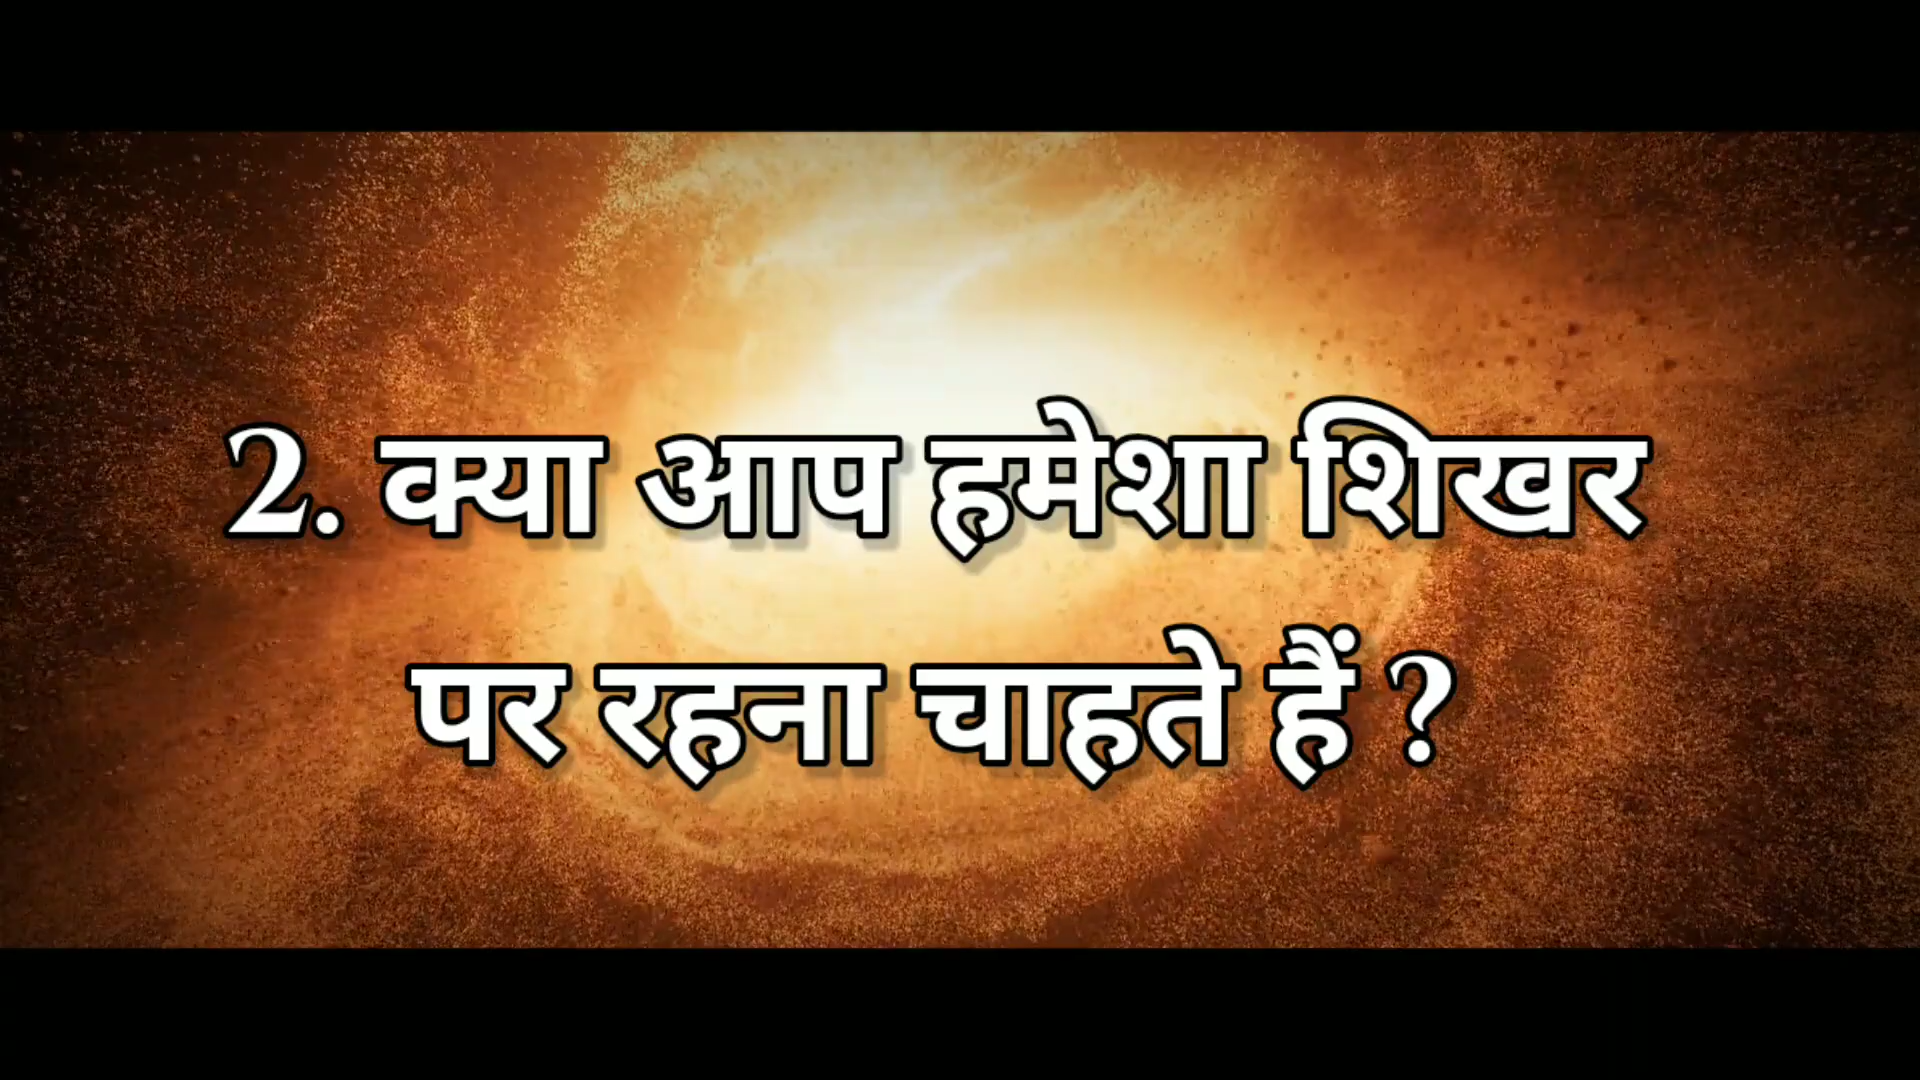 2. क्या आप हमेशा शिखर
पर रहना चाहते हैं ?